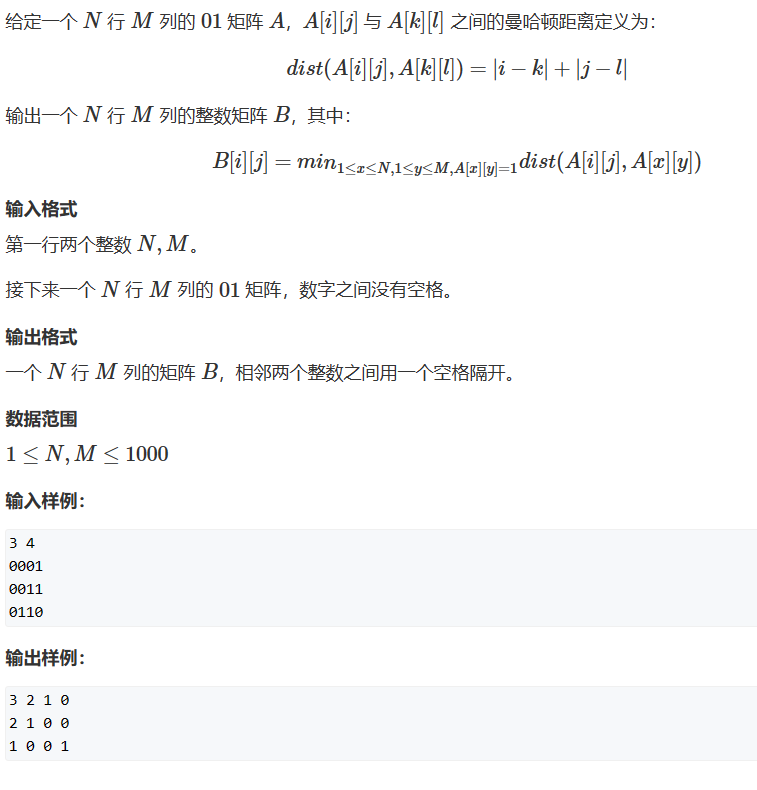 给定一个 N 行 M 列的 01 矩阵 A，A[i][j] 与 A[k][l] 之间的曼哈顿距离定义为：
dist(A[i][j], A[k][l]) = |i − k| + |j − l|
输出一个 N 行 M 列的整数矩阵 B，其中：
B[i][j] = min_{1≤x≤N,1≤y≤M,A[x][y]=1} dist(A[i][j], A[x][y])
输入格式
第一行两个整数 N, M。
接下来一个 N 行 M 列的 01 矩阵，数字之间没有空格。
输出格式
一个 N 行 M 列的矩阵 B，相邻两个整数之间用一个空格隔开。
数据范围
1 ≤ N, M ≤ 1000
输入样例：
3 4
0001
0011
0110
输出样例：
3 2 1 0
2 1 0 0
1 0 0 1